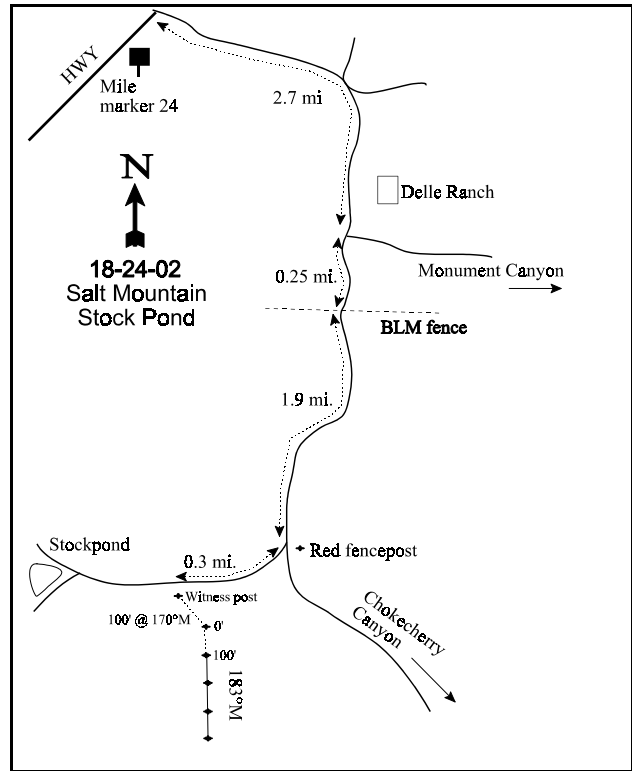 HWY
Mile
marker 24
2.7 mi
N
Delle Ranch
18-24-02
Salt Mountain
Stock Pond
Monument Canyon
0.25 mi.
BLM fence
1.9 mi.
Stockpond
Red fencepost
0.3 mi.
Witness post
100' @ 170°M
0'
100'
183°M
Chokecherry
Canyon